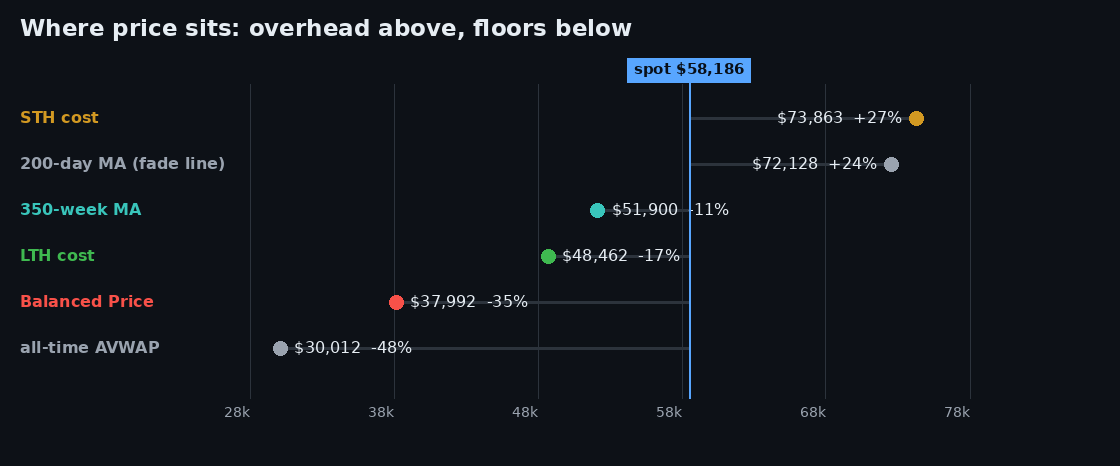 Where price sits: overhead above, floors below
spot $58,186
STH cost $73,863 +27%
200-day MA (fade line) $72,128 +24%
350-week MA $51,900 -11%
LTH cost $48,462 -17%
Balanced Price $37,992 -35%
all-time AVWAP $30,012 -48%
28k 38k 48k 58k 68k 78k